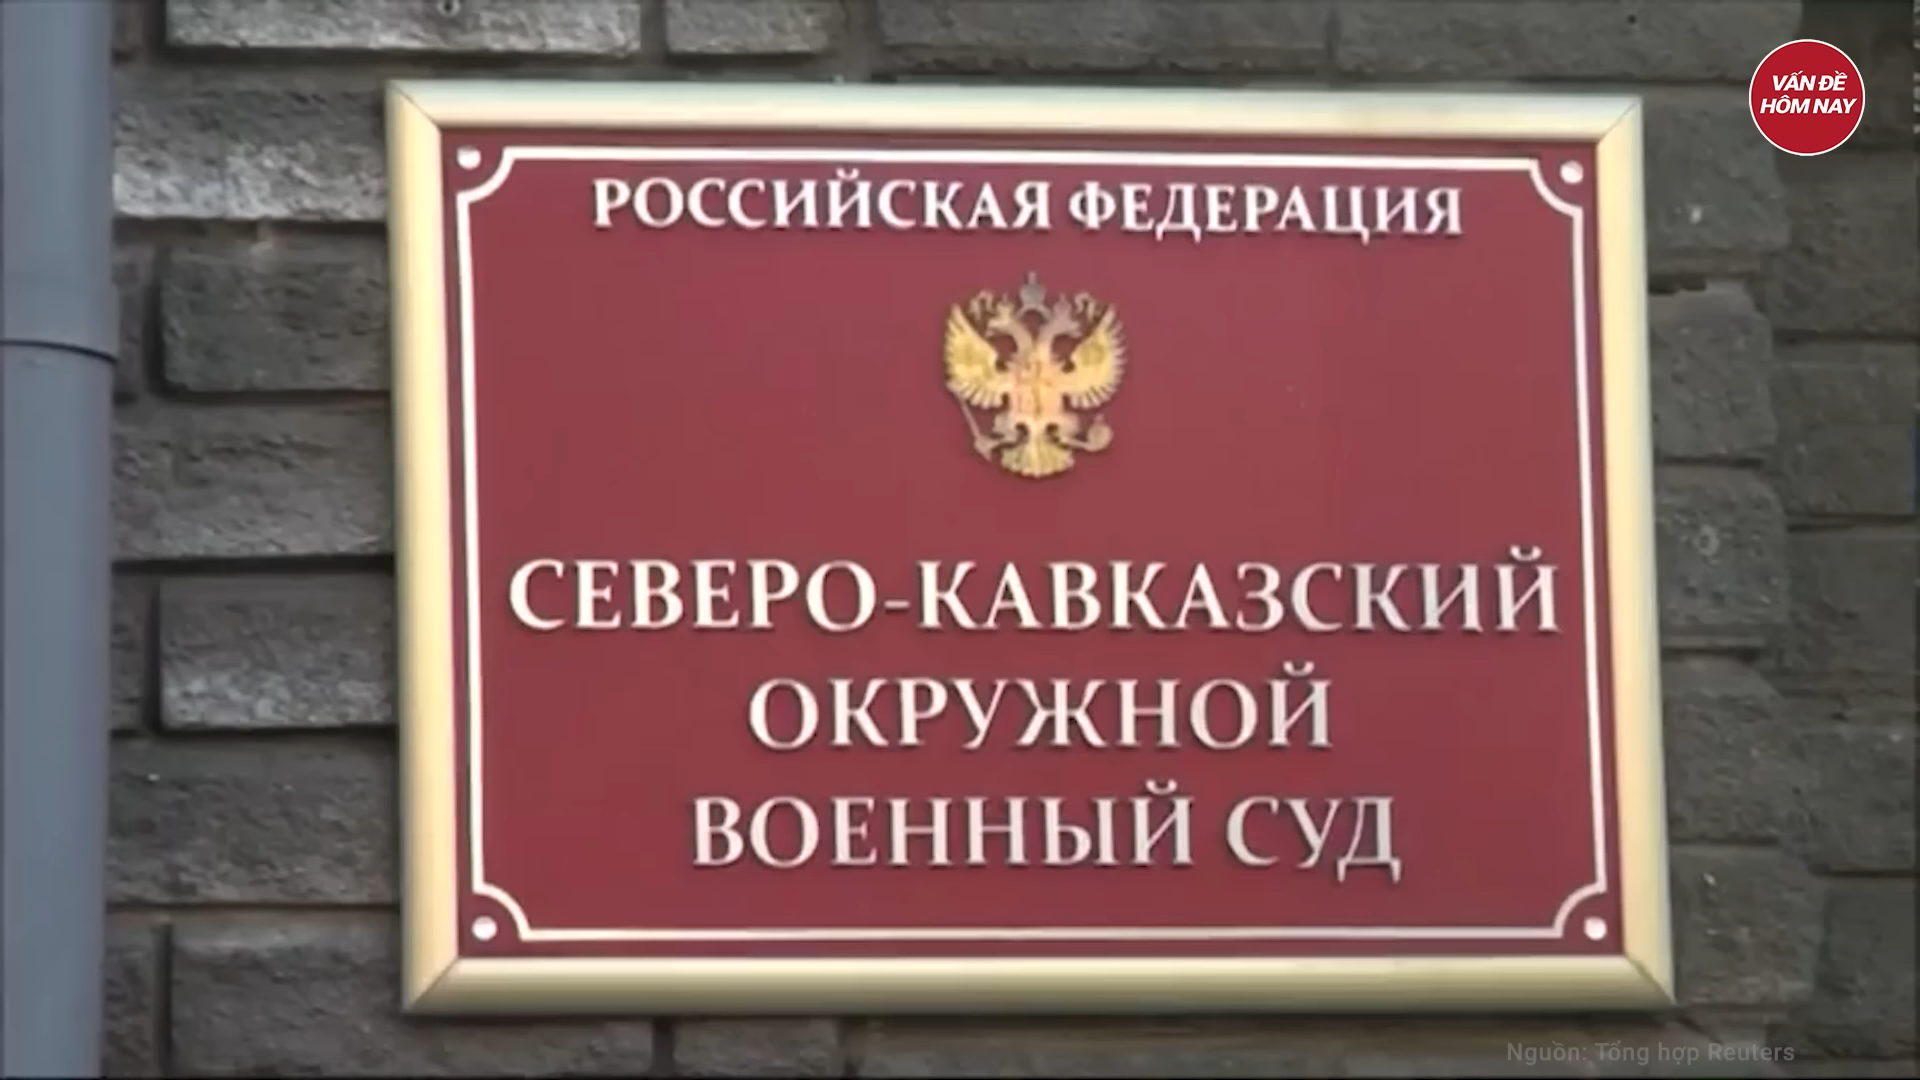 VẤN ĐỀ
HÔM NAY
РОССИЙСКАЯ ФЕДЕРАЦИЯ
СЕВЕРО-КАВКАЗСКИЙ
ОКРУЖНОЙ
ВОЕННЫЙ СУД
Nguồn: Tổng hợp Reuters